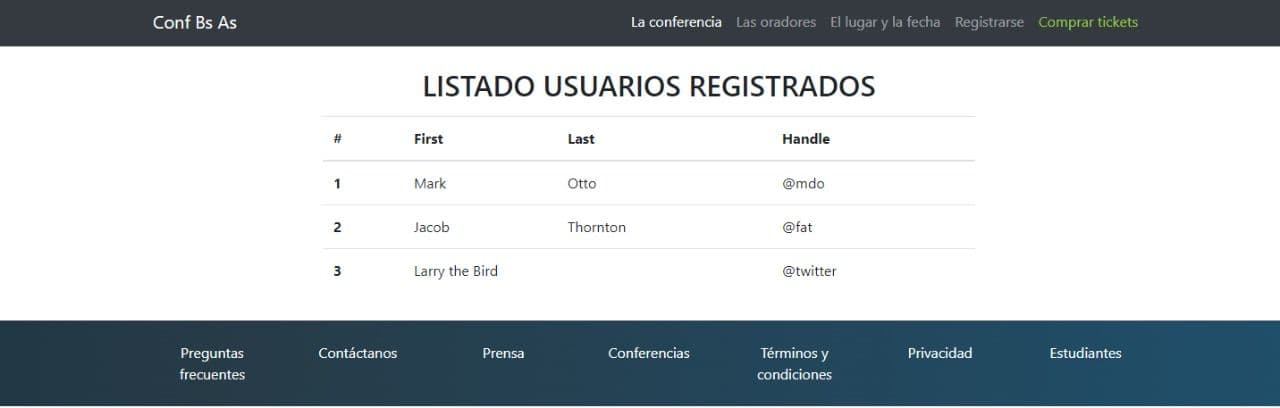 Conf Bs As La conferencia Las oradores El lugar y la fecha Registrarse Comprar tickets
LISTADO USUARIOS REGISTRADOS
# First Last Handle
1 Mark Otto @mdo
2 Jacob Thornton @fat
3 Larry the Bird @twitter
Preguntas frecuentes
Contáctanos
Prensa
Conferencias
Términos y condiciones
Privacidad
Estudiantes